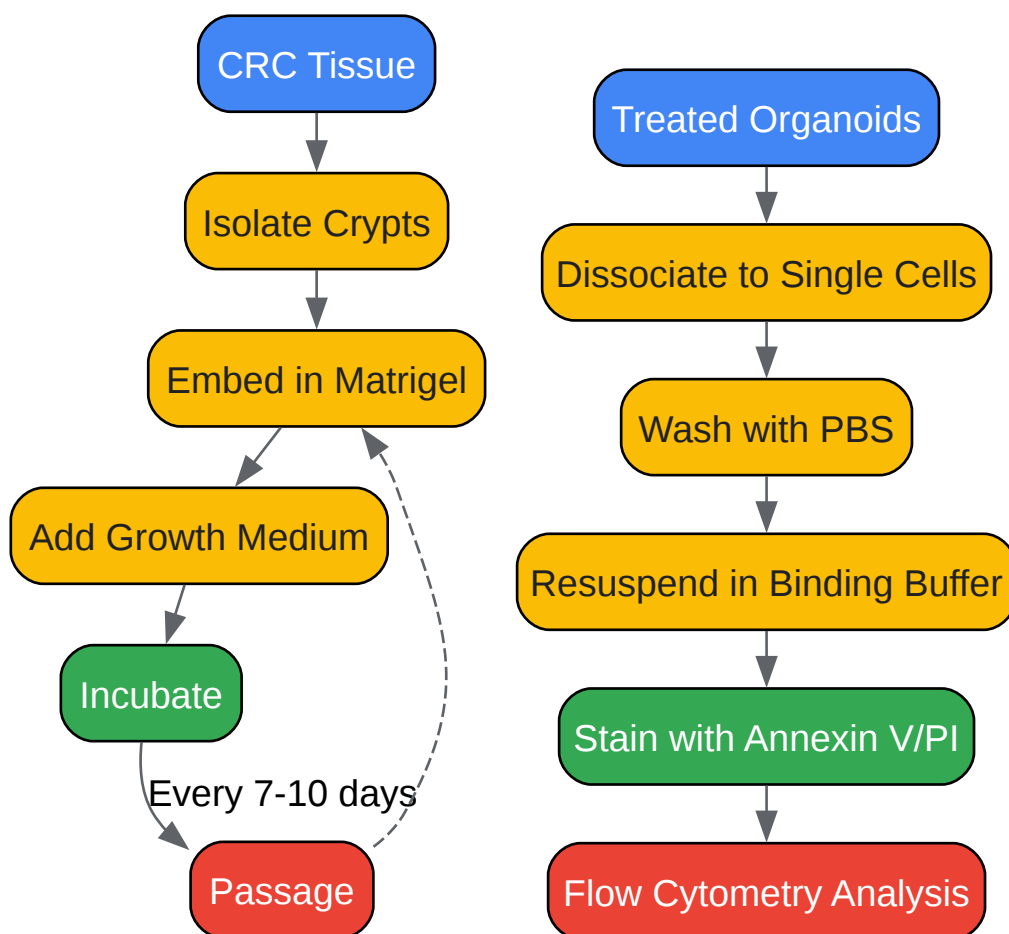 CRC Tissue
Isolate Crypts
Embed in Matrigel
Add Growth Medium
Incubate
Every 7-10 days
Passage
Treated Organoids
Dissociate to Single Cells
Wash with PBS
Resuspend in Binding Buffer
Stain with Annexin V/PI
Flow Cytometry Analysis